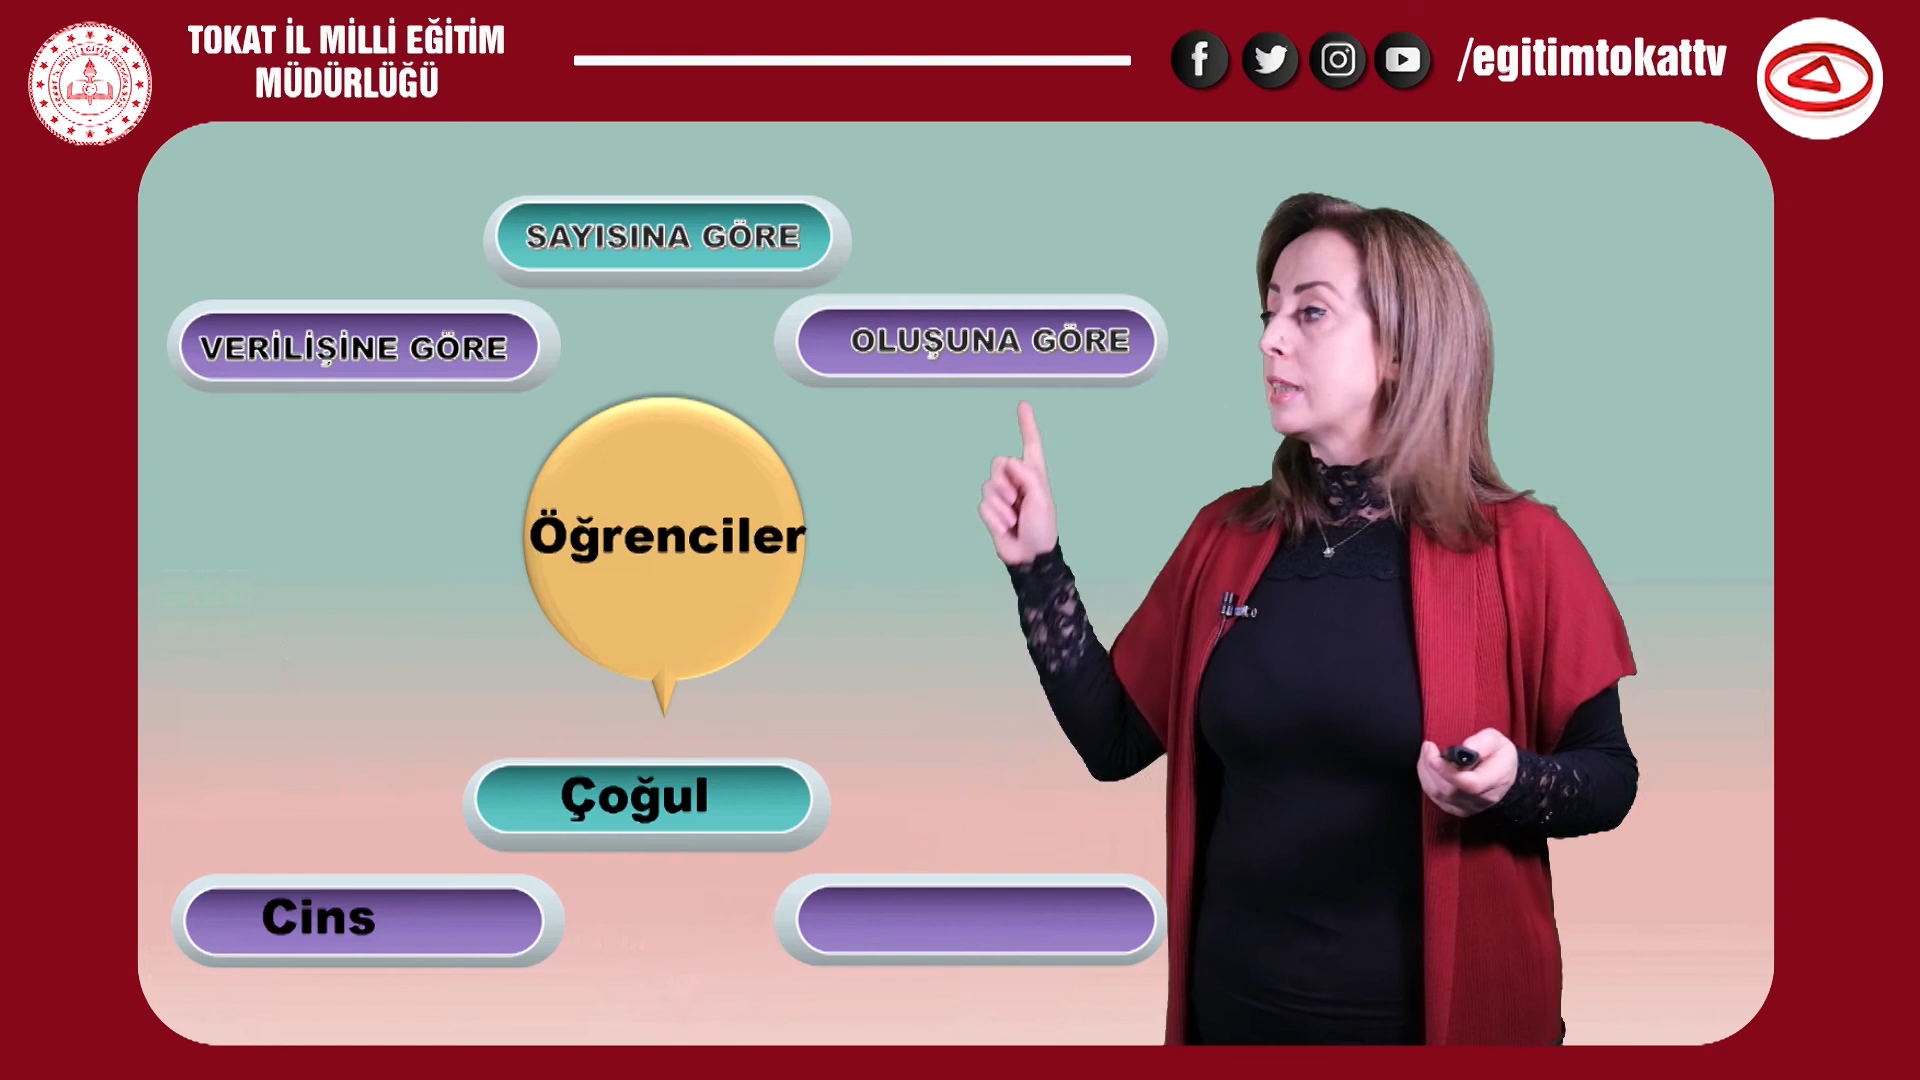 TOKAT İL MİLLİ EĞİTİM
MÜDÜRLÜĞÜ
/egitimtokattv
SAYISINA GÖRE
VERİLİŞİNE GÖRE
OLUŞUNA GÖRE
Öğrenciler
Çoğul
Cins